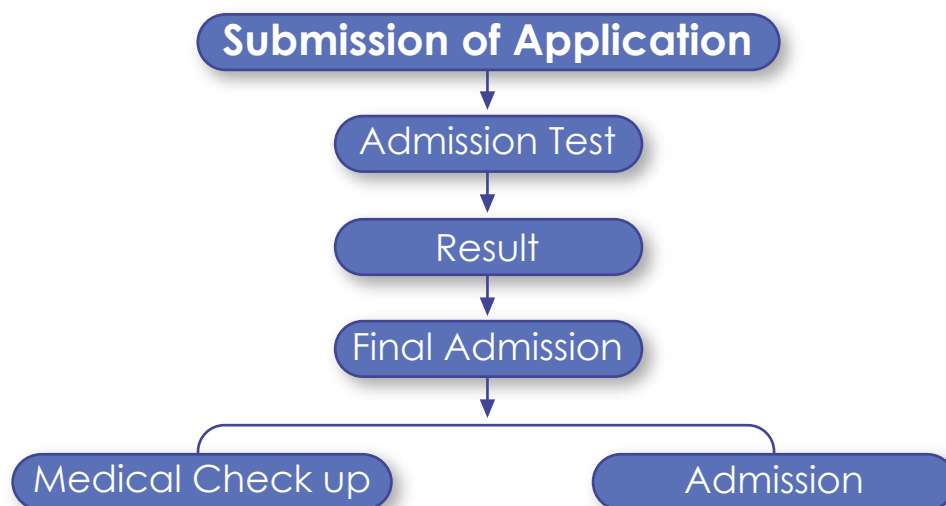 Submission of Application
Admission Test
Result
Final Admission
Medical Check up
Admission